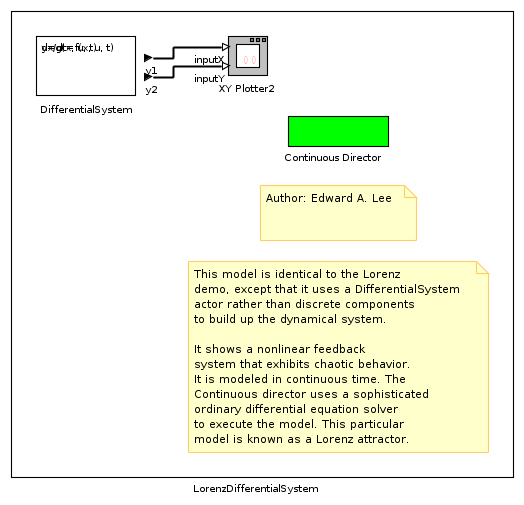 y1
y2
DifferentialSystem
inputX
inputY
XY Plotter2
Continuous Director
Author: Edward A. Lee
This model is identical to the Lorenz
demo, except that it uses a DifferentialSystem
actor rather than discrete components
to build up the dynamical system.
It shows a nonlinear feedback
system that exhibits chaotic behavior.
It is modeled in continuous time. The
Continuous director uses a sophisticated
ordinary differential equation solver
to execute the model. This particular
model is known as a Lorenz attractor.
LorenzDifferentialSystem